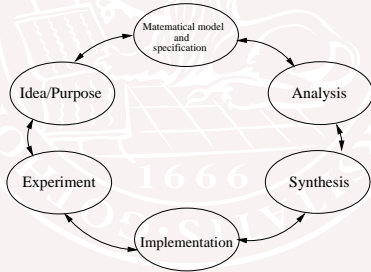 Matematical model
and
specification
Idea/Purpose
Analysis
Experiment
Synthesis
Implementation
1666